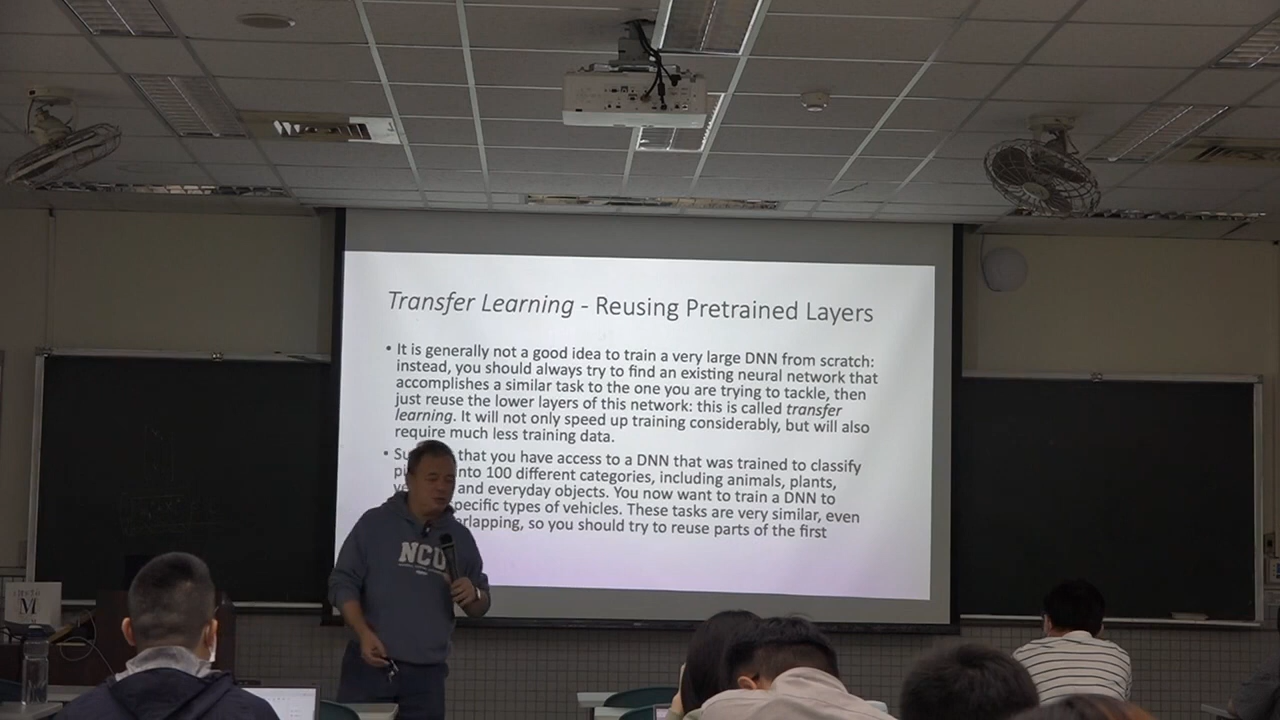 Transfer Learning - Reusing Pretrained Layers
• It is generally not a good idea to train a very large DNN from scratch:
instead, you should always try to find an existing neural network that
accomplishes a similar task to the one you are trying to tackle, then
just reuse the lower layers of this network: this is called transfer
learning. It will not only speed up training considerably, but will also
require much less training data.
• that you have access to a DNN that was trained to classify
into 100 different categories, including animals, plants,
and everyday objects. You now want to train a DNN to
specific types of vehicles. These tasks are very similar, even
overlapping, so you should try to reuse parts of the first
NCU
M